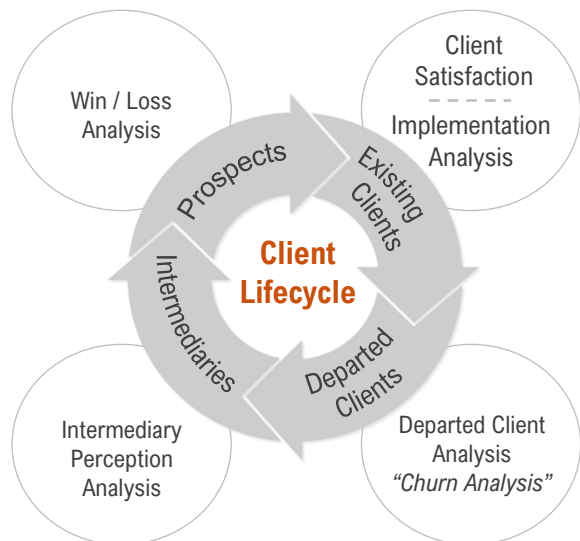 Win / Loss
Analysis
Client
Satisfaction
Implementation
Analysis
Prospects
Existing
Clients
Client
Lifecycle
Intermediaries
Departed
Clients
Intermediary
Perception
Analysis
Departed Client
Analysis
“Churn Analysis”